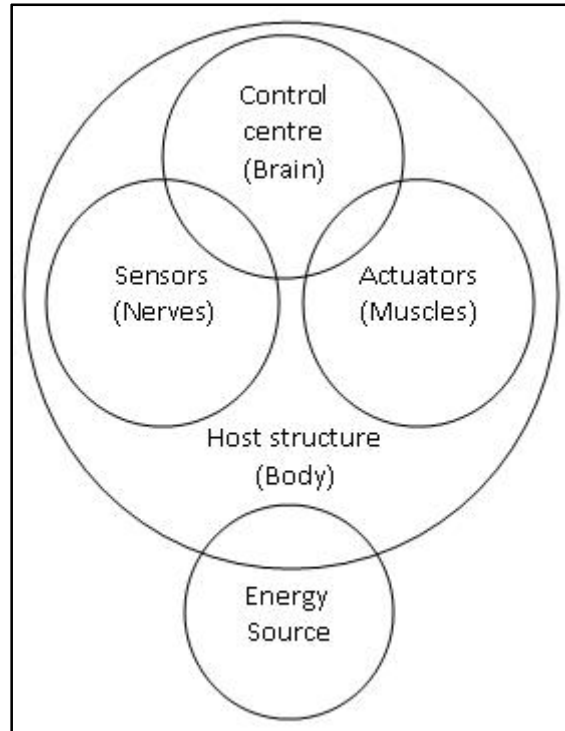 Control
centre
(Brain)
Sensors
(Nerves)
Actuators
(Muscles)
Host structure
(Body)
Energy
Source